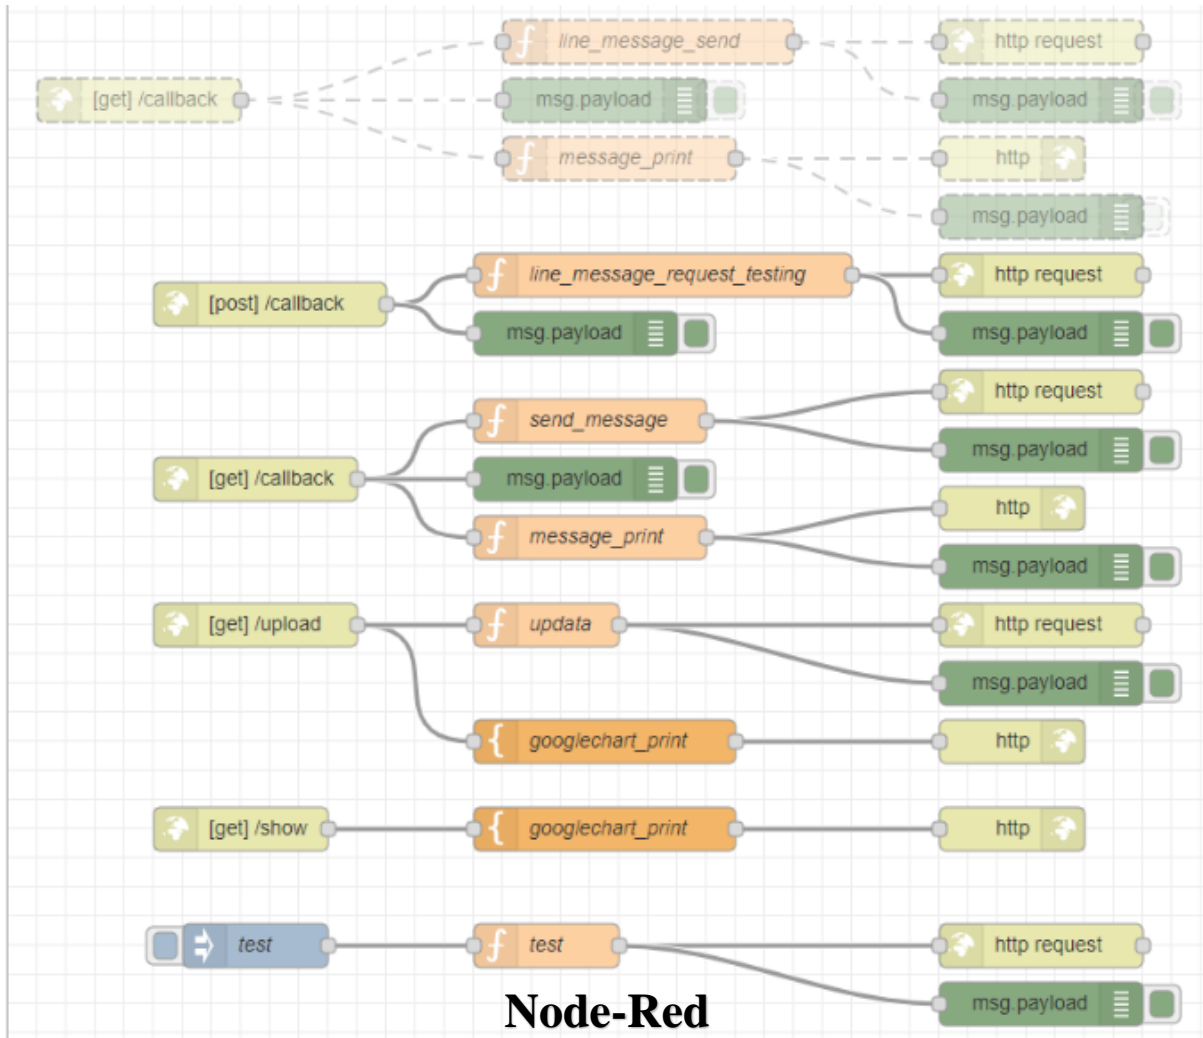 line_message_send
http request
[get] /callback
msg.payload
msg.payload
message_print
http
msg.payload
line_message_request_testing
http request
[post] /callback
msg.payload
msg.payload
http request
send_message
msg.payload
[get] /callback
msg.payload
http
message_print
msg.payload
[get] /upload
updata
http request
msg.payload
googlechart_print
http
[get] /show
googlechart_print
http
test
test
http request
msg.payload
Node-Red